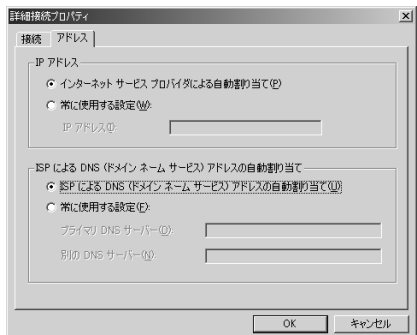 詳細接続プロパティ
接続 アドレス
IP アドレス
インターネット サービス プロバイダによる自動割り当て(P)
常に使用する設定(W):
IP アドレス(I):
ISP による DNS (ドメイン ネーム サービス) アドレスの自動割り当て
ISP による DNS (ドメイン ネーム サービス) アドレスの自動割り当て(U)
常に使用する設定(F):
プライマリ DNS サーバー(D):
別の DNS サーバー(N):
OK キャンセル